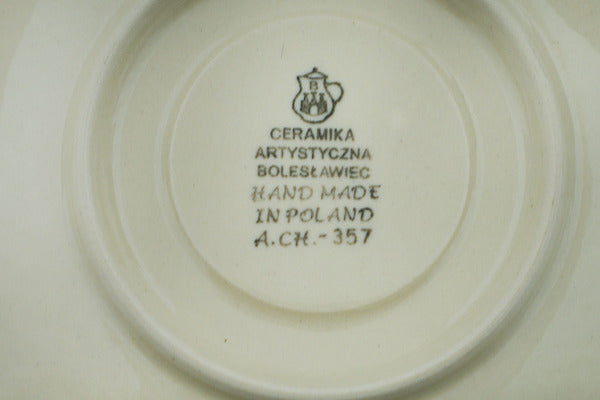 B
CERAMIKA
ARTYSTYCZNA
BOLESŁAWIEC
HAND MADE
IN POLAND
A.CH.-357